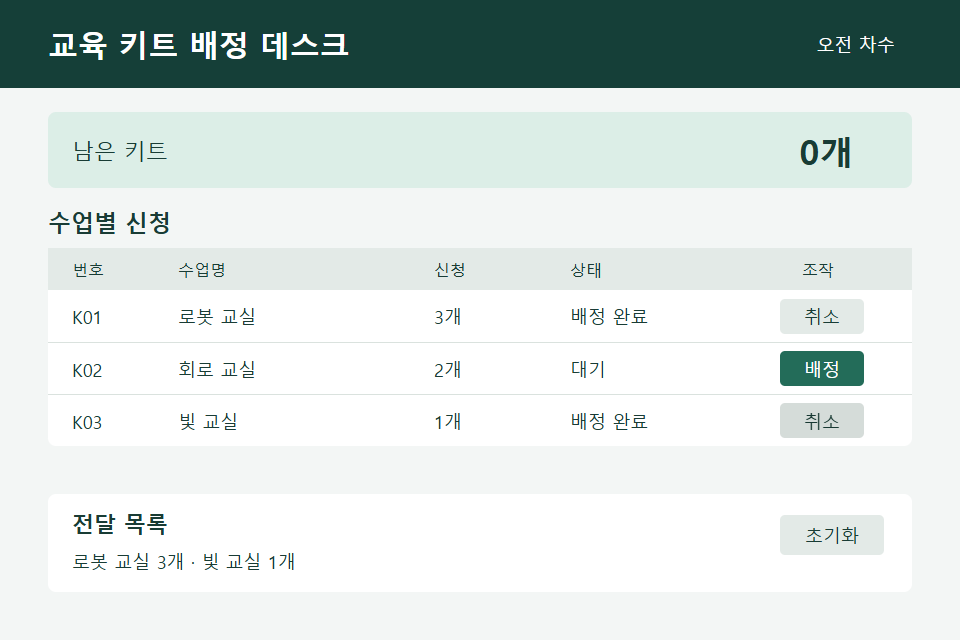 교육 키트 배정 데스크 오전 차수
남은 키트 0개
수업별 신청
번호 수업명 신청 상태 조작
K01 로봇 교실 3개 배정 완료 취소
K02 회로 교실 2개 대기 배정
K03 빛 교실 1개 배정 완료 취소
전달 목록
초기화
로봇 교실 3개 · 빛 교실 1개